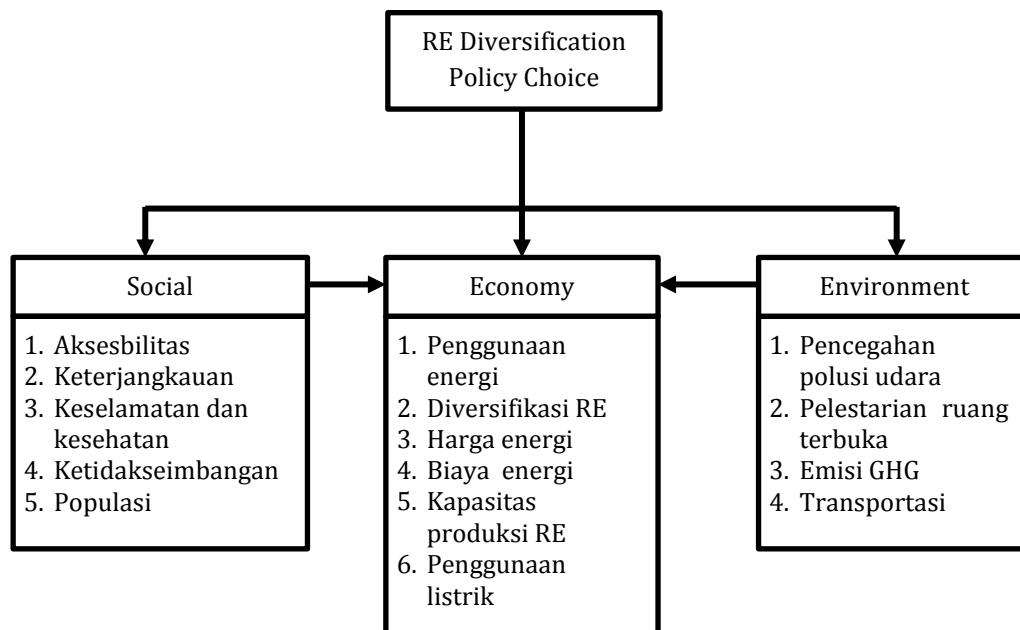 RE Diversification
Policy Choice
Social
1. Aksesbilitas
2. Keterjangkauan
3. Keselamatan dan
kesehatan
4. Ketidakseimbangan
5. Populasi
Economy
1. Penggunaan
energi
2. Diversifikasi RE
3. Harga energi
4. Biaya energi
5. Kapasitas
produksi RE
6. Penggunaan
listrik
Environment
1. Pencegahan
polusi udara
2. Pelestarian ruang
terbuka
3. Emisi GHG
4. Transportasi